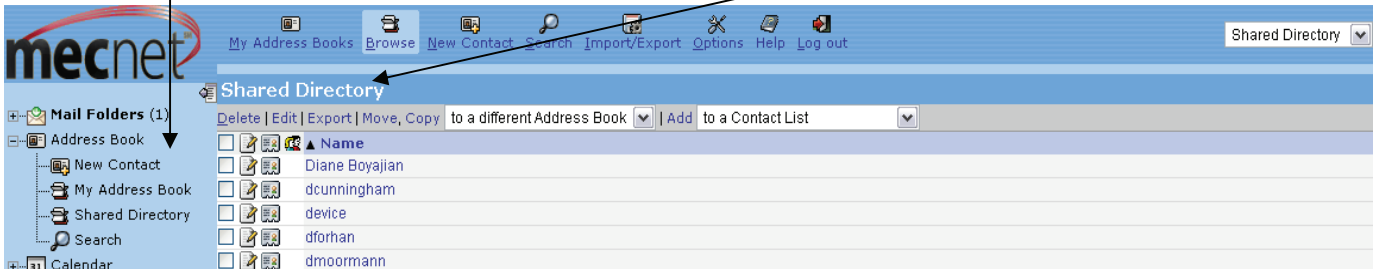 mecnet
My Address Books Browse New Contact Search Import/Export Options Help Log out
Shared Directory
Shared Directory
Mail Folders (1)
Address Book
New Contact
My Address Book
Shared Directory
Search
31 Calendar
Delete | Edit | Export | Move, Copy to a different Address Book | Add to a Contact List
Name
Diane Boyajian
dcunningham
device
dforhan
dmoormann